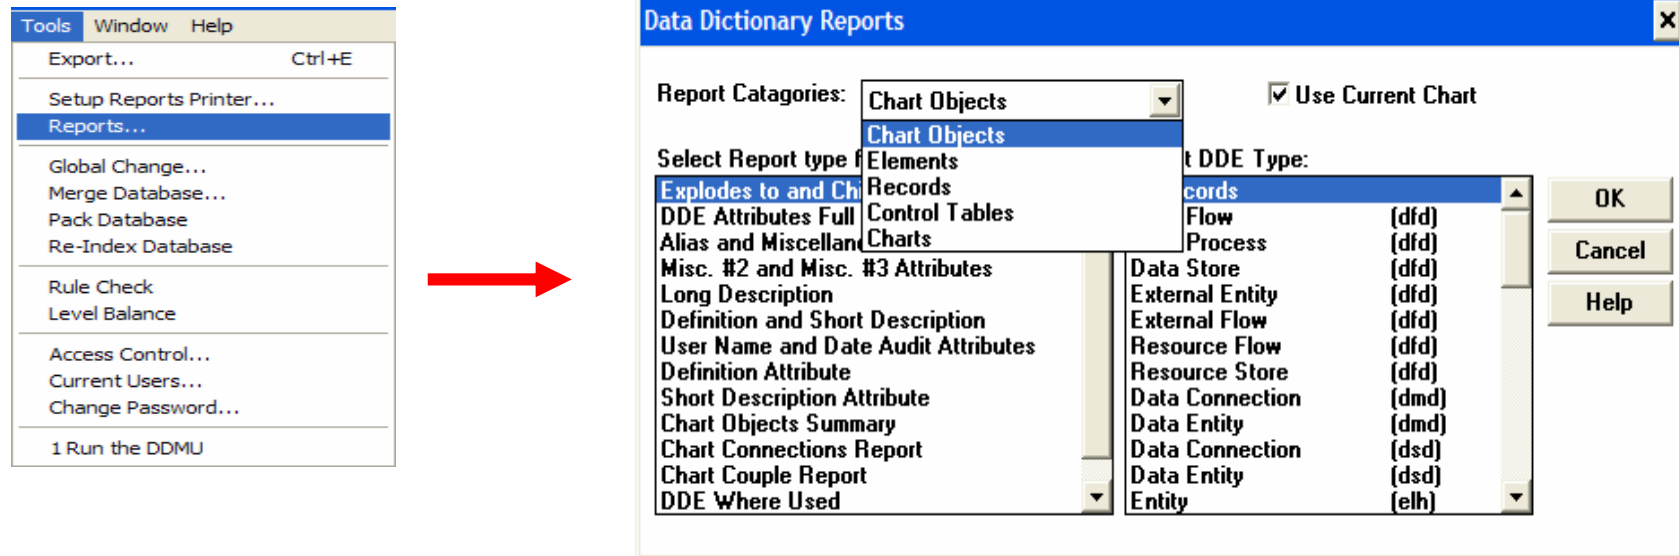 Tools Window Help
Export... Ctrl+E
Setup Reports Printer...
Reports...
Global Change...
Merge Database...
Pack Database
Re-Index Database
Rule Check
Level Balance
Access Control...
Current Users...
Change Password...
1 Run the DDMU
Data Dictionary Reports
Report Catagories: Chart Objects
Use Current Chart
Chart Objects
Elements
Records
Control Tables
Charts
Select Report type
Explodes to and
DDE Attributes Full
Alias and
Misc. #2 and Misc. #3 Attributes
Long Description
Definition and Short Description
User Name and Date Audit Attributes
Definition Attribute
Short Description Attribute
Chart Objects Summary
Chart Connections Report
Chart Couple Report
DDE Where Used
DDE Type:
Flow (dfd)
Process (dfd)
Data Store (dfd)
External Entity (dfd)
External Flow (dfd)
Resource Flow (dfd)
Resource Store (dfd)
Data Connection (dmd)
Data Entity (dmd)
Data Connection (dsd)
Data Entity (dsd)
Entity (elh)
OK
Cancel
Help